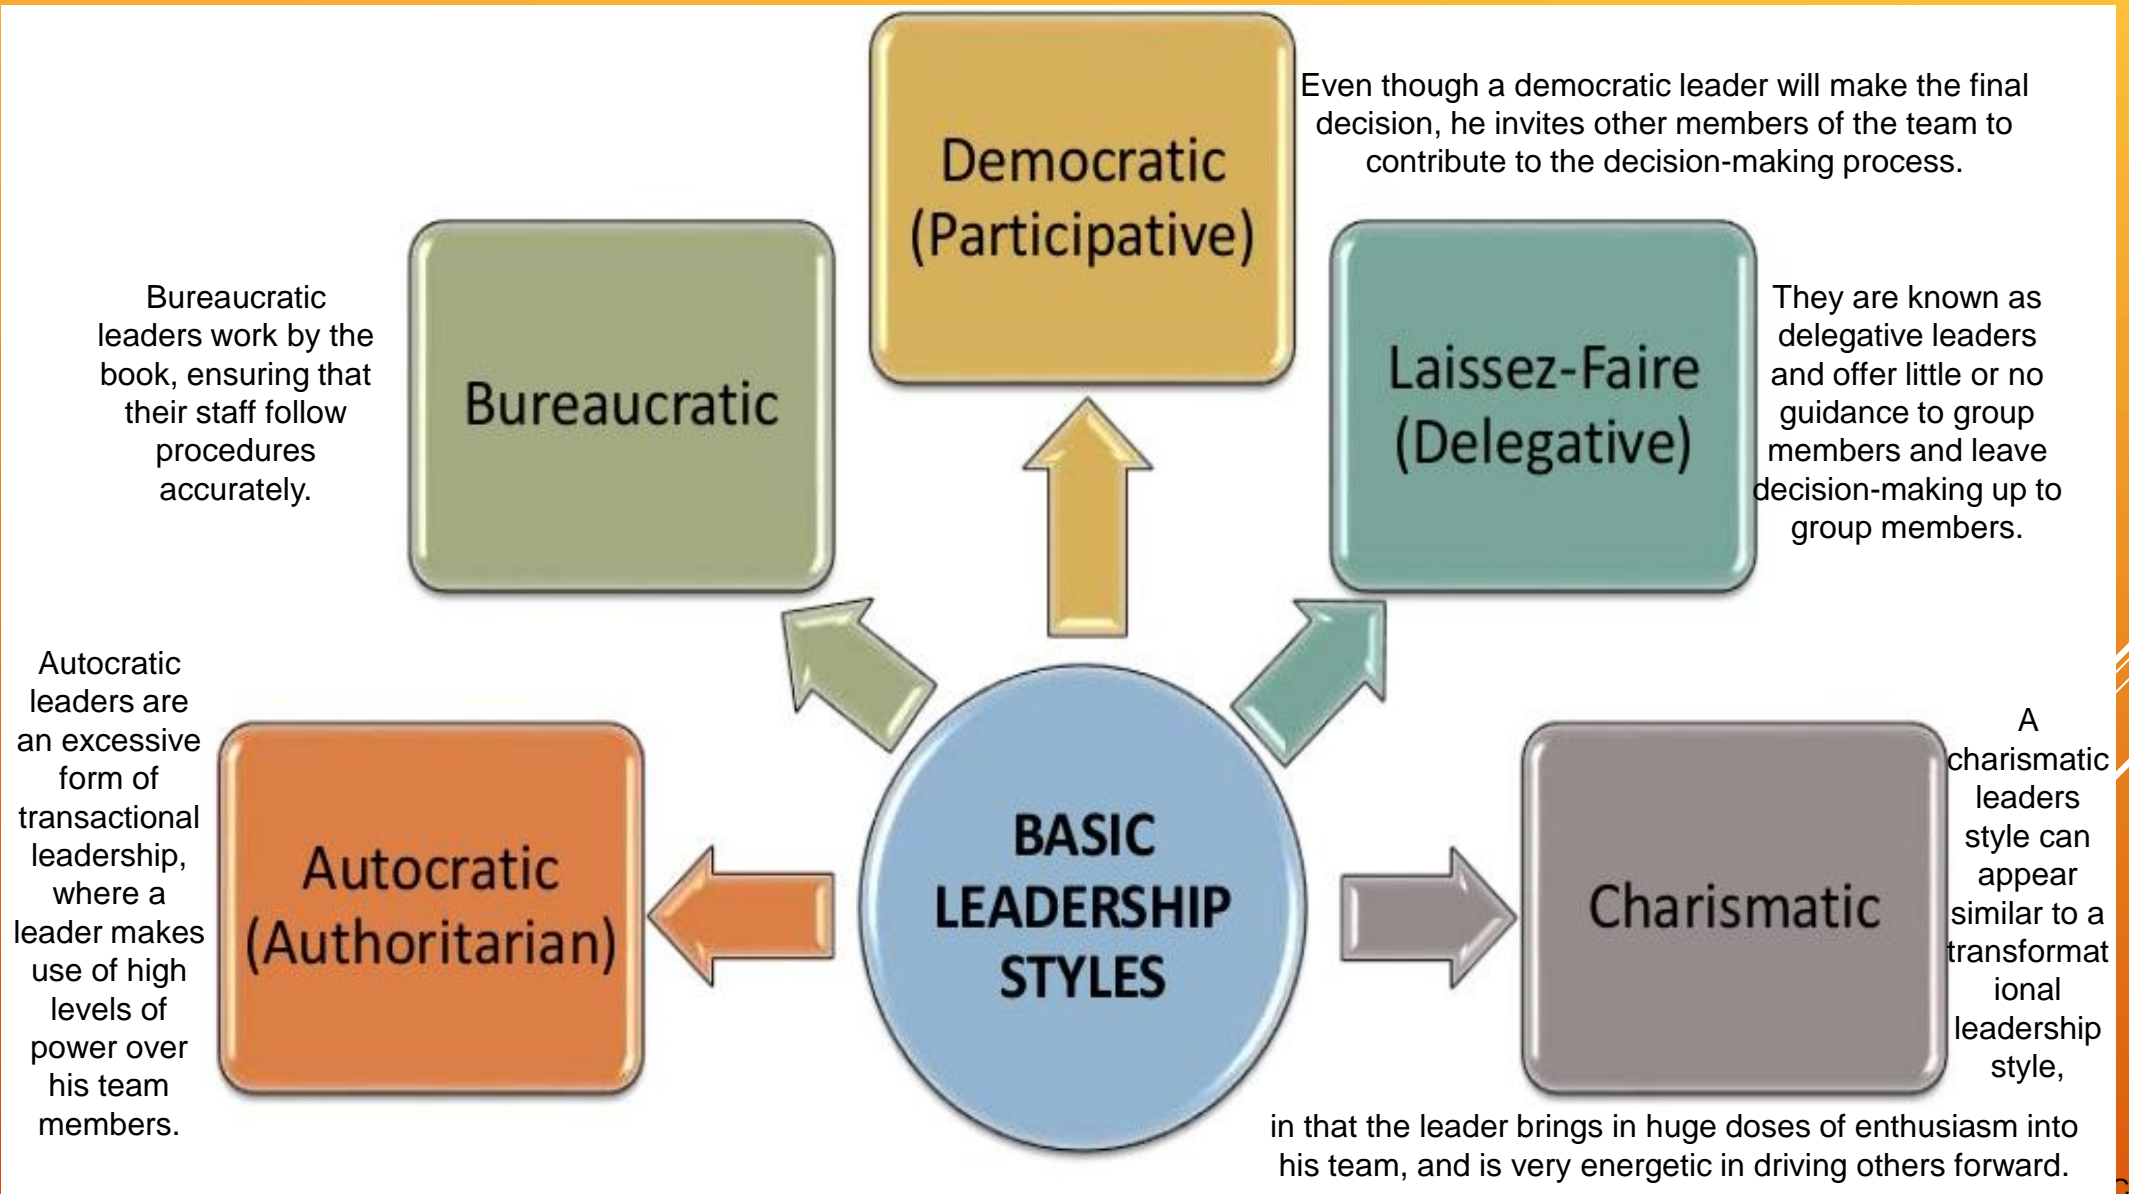 Democratic
(Participative)
Even though a democratic leader will make the final
decision, he invites other members of the team to
contribute to the decision-making process.
Bureaucratic
leaders work by the
book, ensuring that
their staff follow
procedures
accurately.
Bureaucratic
Laissez-Faire
(Delegative)
They are known as
delegative leaders
and offer little or no
guidance to group
members and leave
decision-making up to
group members.
Autocratic
leaders are
an excessive
form of
transactional
leadership,
where a
leader makes
use of high
levels of
power over
his team
members.
Autocratic
(Authoritarian)
BASIC
LEADERSHIP
STYLES
Charismatic
A
charismatic
leaders
style can
appear
similar to a
transformat
ional
leadership
style,
in that the leader brings in huge doses of enthusiasm into
his team, and is very energetic in driving others forward.